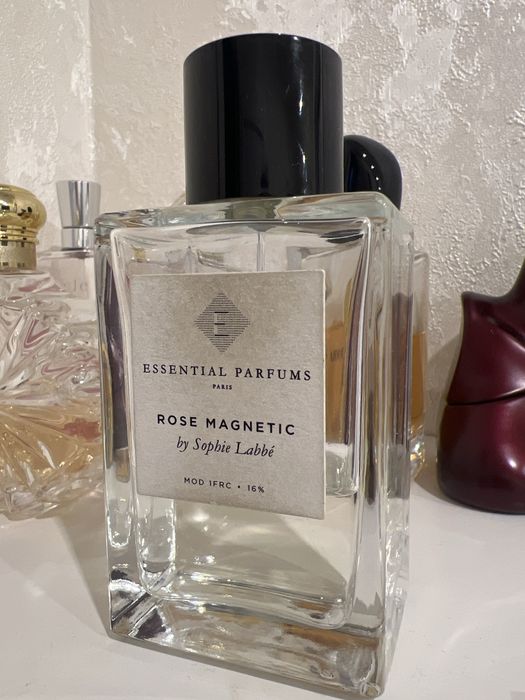 E
ESSENTIAL PARFUMS
PARIS
ROSE MAGNETIC
by Sophie Labbé
MOD 1FRC • 16%